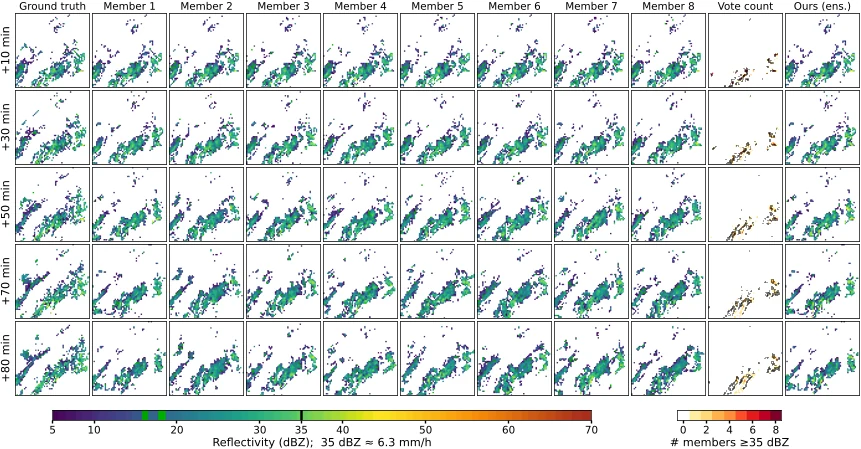 Ground truth Member 1 Member 2 Member 3 Member 4 Member 5 Member 6 Member 7 Member 8 Vote count Ours (ens.)
+10 min
+30 min
+50 min
+70 min
+80 min
5 10 20 30 35 40 50 60 70
Reflectivity (dBZ); 35 dBZ ≈ 6.3 mm/h
0 2 4 6 8
# members ≥35 dBZ